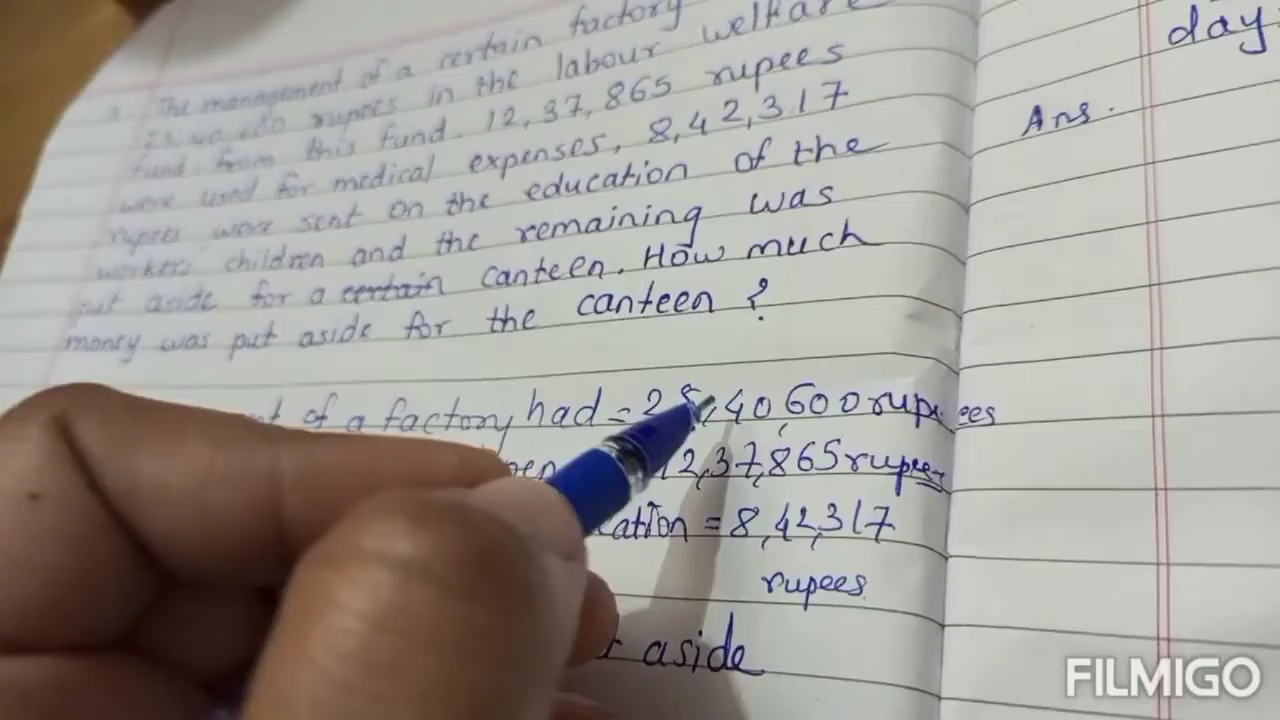 The management of a certain factory
rupees in the labour welfare
fund from this fund. 12,37,865 rupees
were used for medical expenses, 8,42,317
rupees were sent on the education of the
workers children and the remaining was
put aside for a certain canteen. How much
money was put aside for the canteen ?
of a factory had = 2 ,40,600 rupees
12,37,865 rupees
cation = 8,42,317
rupees
aside
day
Ans.
FILMIGO